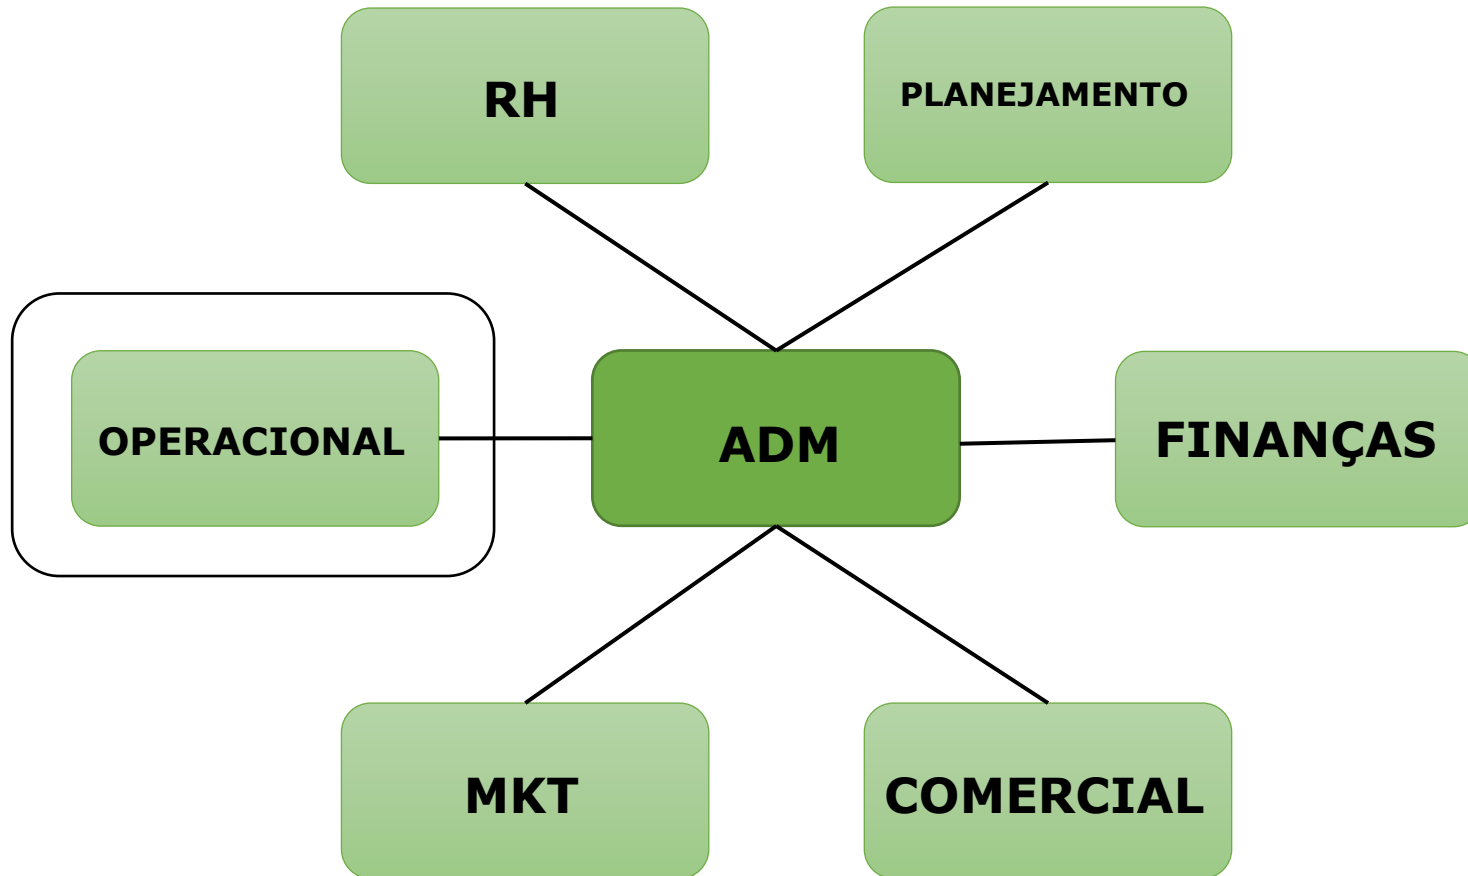 RH
PLANEJAMENTO
OPERACIONAL
ADM
FINANÇAS
MKT
COMERCIAL